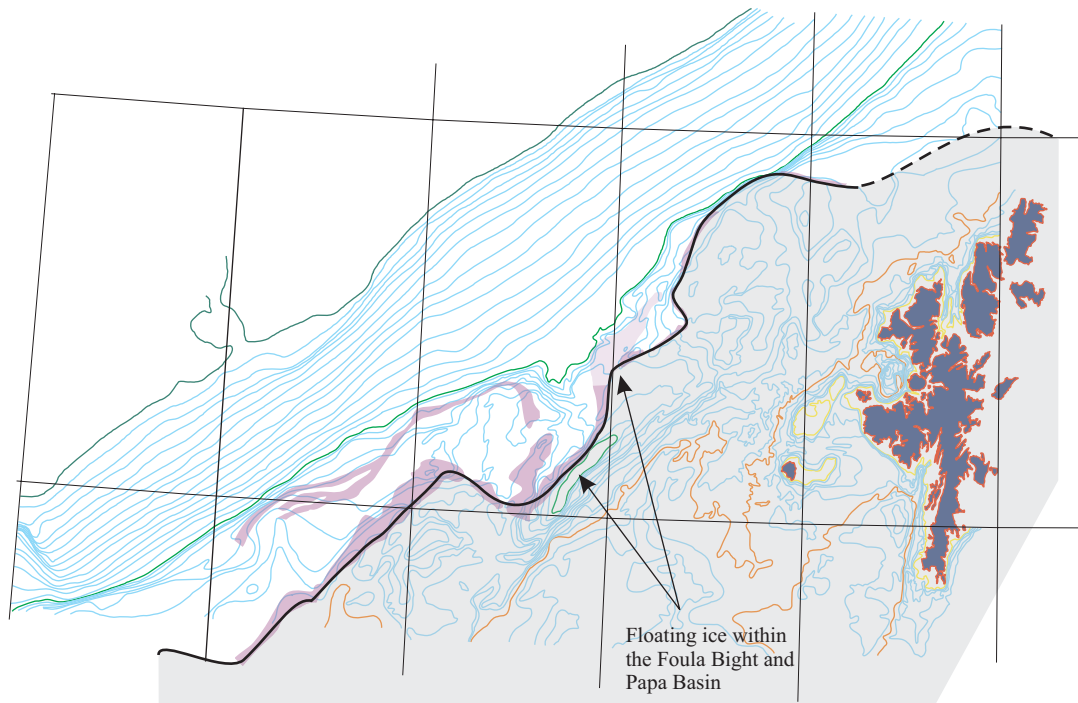 Floating ice within
the Foula Bight and
Papa Basin